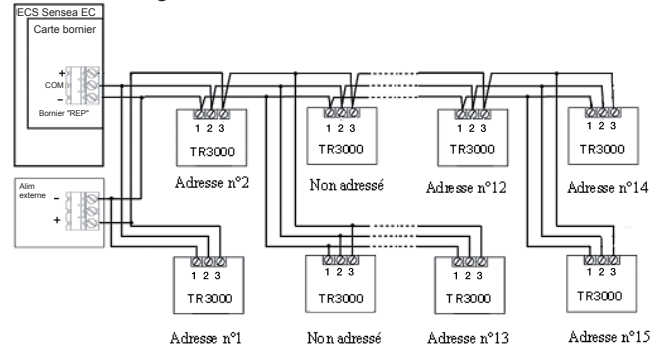 ECS Sensea EC
Carte bornier
+
COM
-
Bornier "REP"
1 2 3
TR3000
Adresse n°2
1 2 3
TR3000
Non adressé
1 2 3
TR3000
Adresse n°12
1 2 3
TR3000
Adresse n°14
Alim
externe
-
+
1 2 3
TR3000
Adresse n°1
1 2 3
TR3000
Non adressé
1 2 3
TR3000
Adresse n°13
1 2 3
TR3000
Adresse n°15